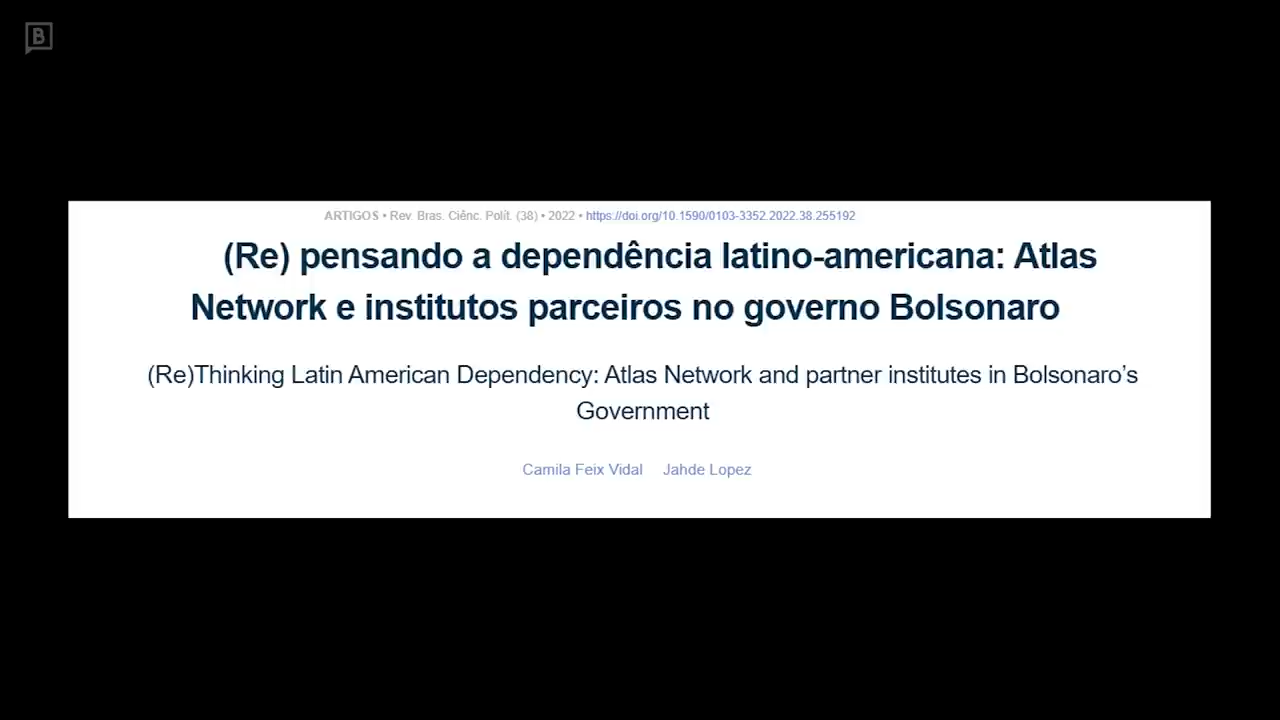 B
ARTIGOS • Rev. Bras. Ciênc. Polít. (38) • 2022 • https://doi.org/10.1590/0103-3352.2022.38.255192
(Re) pensando a dependência latino-americana: Atlas
Network e institutos parceiros no governo Bolsonaro
(Re)Thinking Latin American Dependency: Atlas Network and partner institutes in Bolsonaro’s
Government
Camila Feix Vidal Jahde Lopez